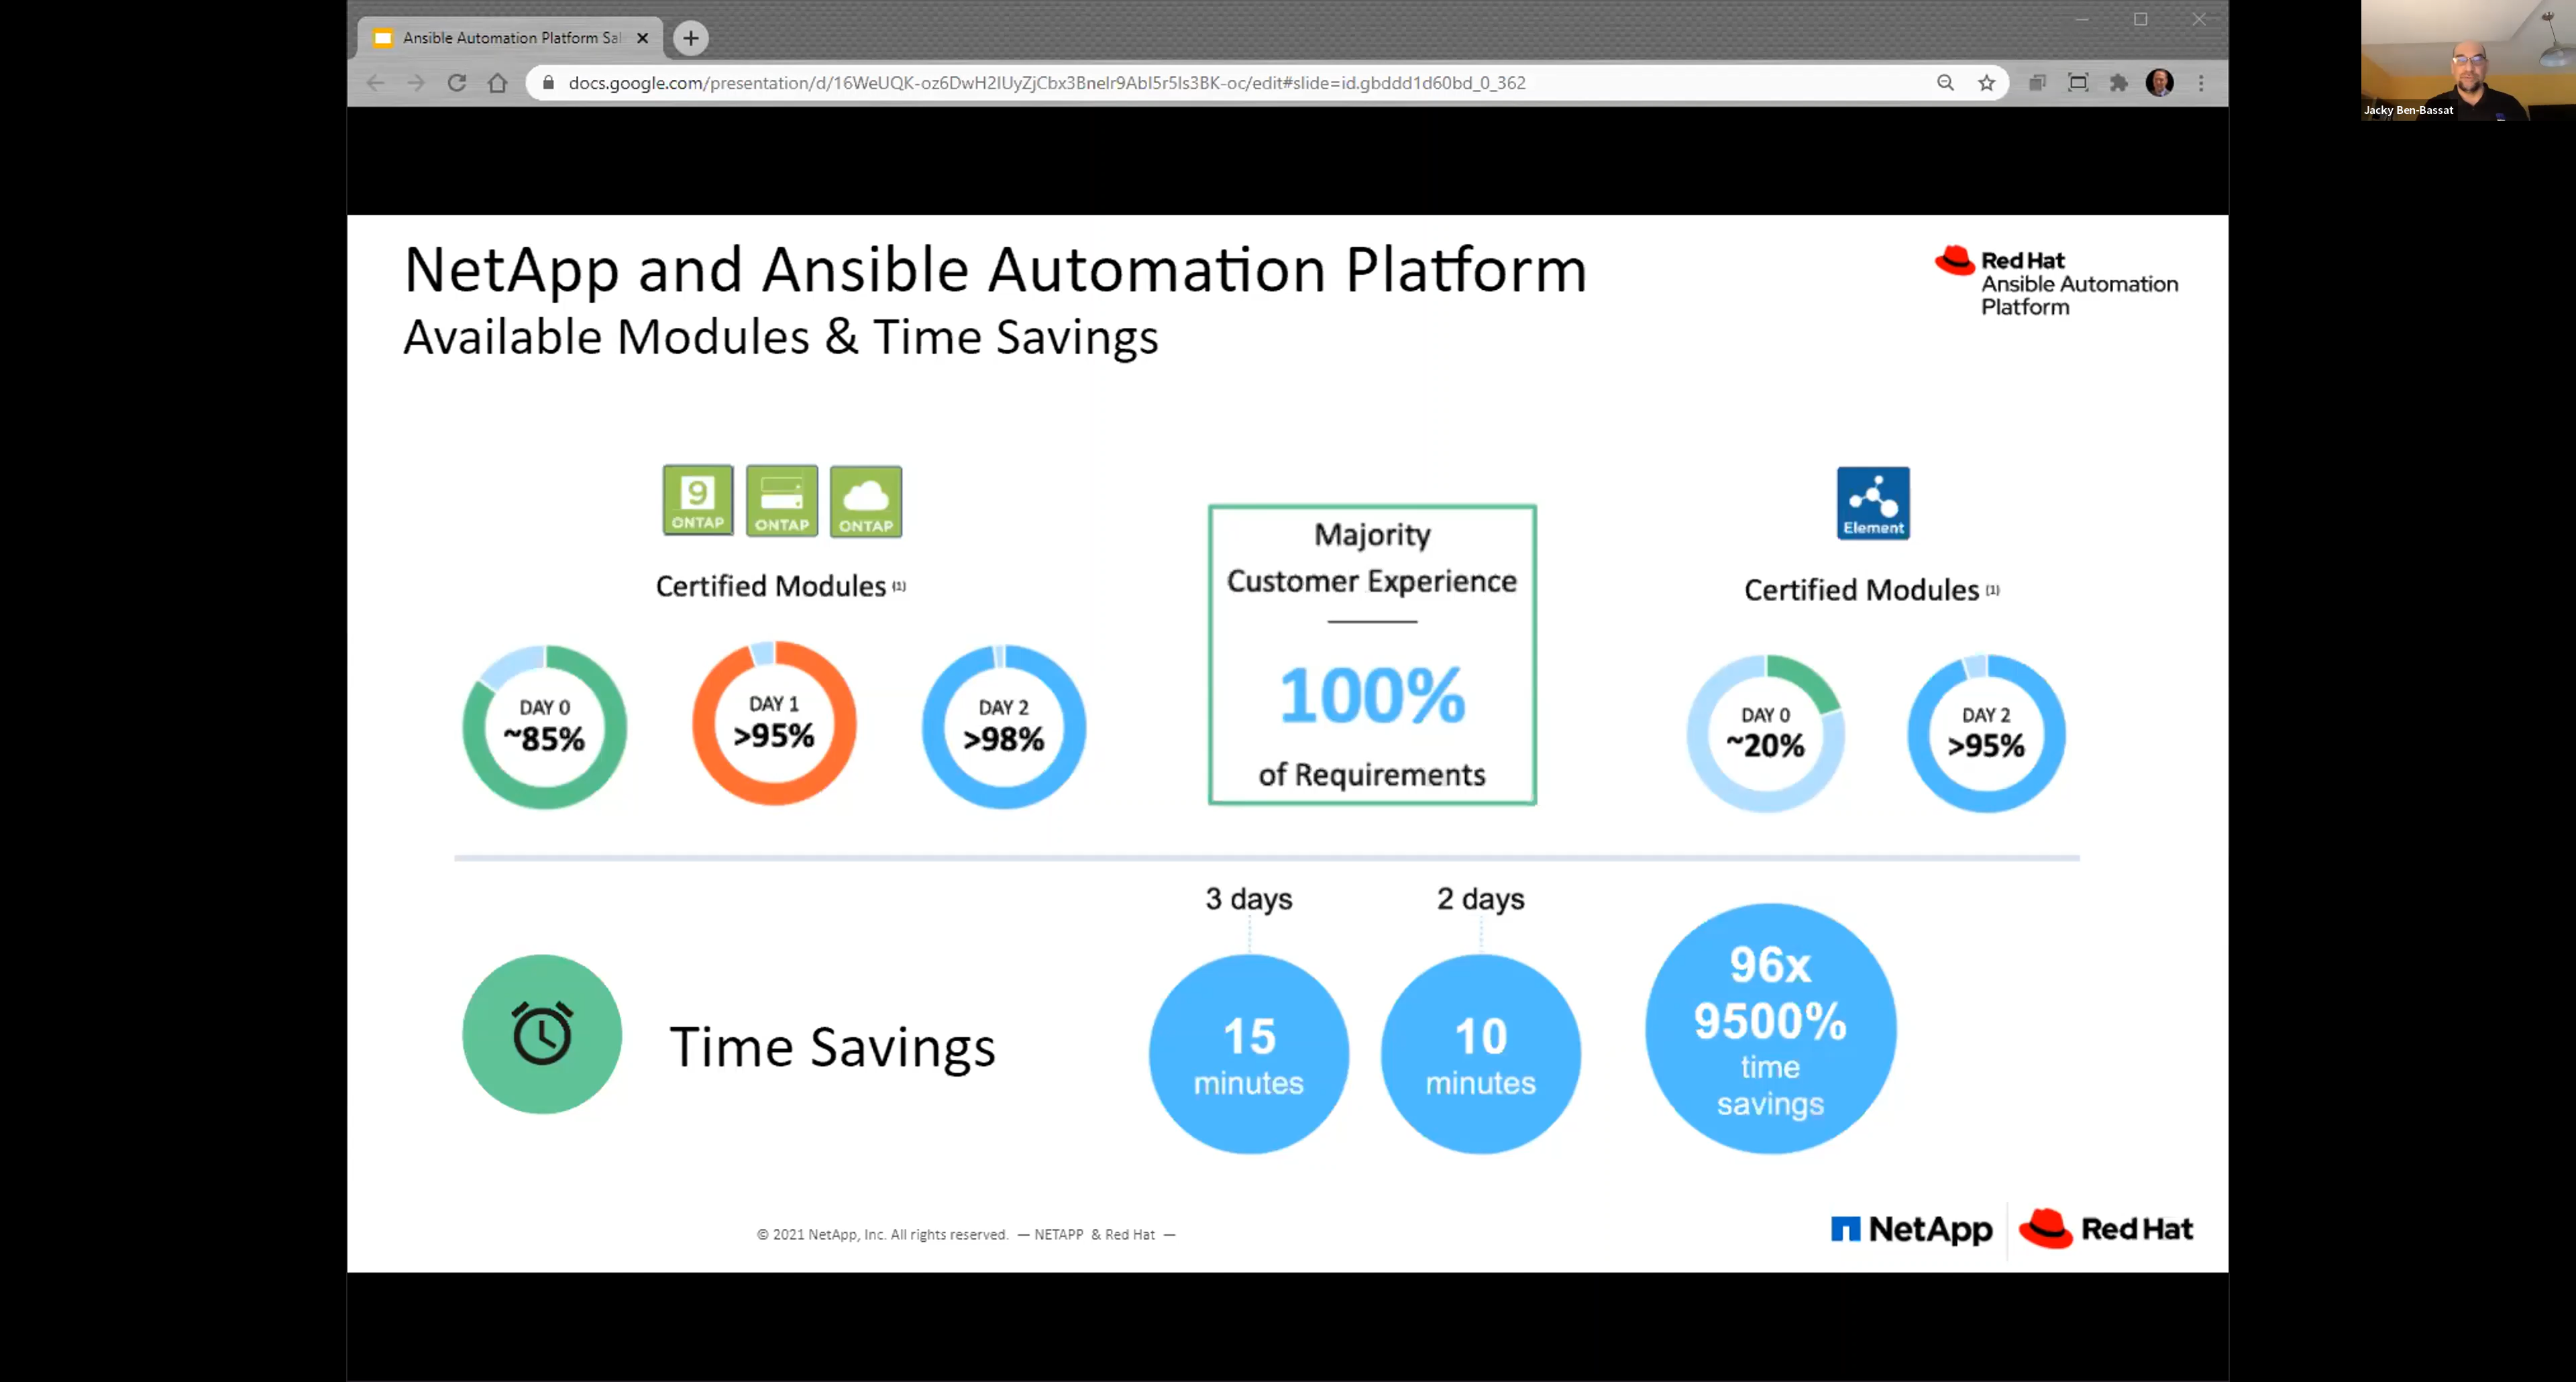 Ansible Automation Platform Sal
docs.google.com/presentation/d/16WeUQK-oz6DwH2IUyZjCbx3BneIr9AbI5r5Is3BK-oc/edit#slide=id.gbddd1d60bd_0_362
Jacky Ben-Bassat
NetApp and Ansible Automation Platform
Available Modules & Time Savings
Red Hat
Ansible Automation
Platform
9
ONTAP
ONTAP
ONTAP
Certified Modules (1)
DAY 0
~85%
DAY 1
>95%
DAY 2
>98%
Majority
Customer Experience
100%
of Requirements
Element
Certified Modules (1)
DAY 0
~20%
DAY 2
>95%
Time Savings
3 days
15
minutes
2 days
10
minutes
96x
9500%
time
savings
© 2021 NetApp, Inc. All rights reserved. — NETAPP & Red Hat —
NetApp
Red Hat